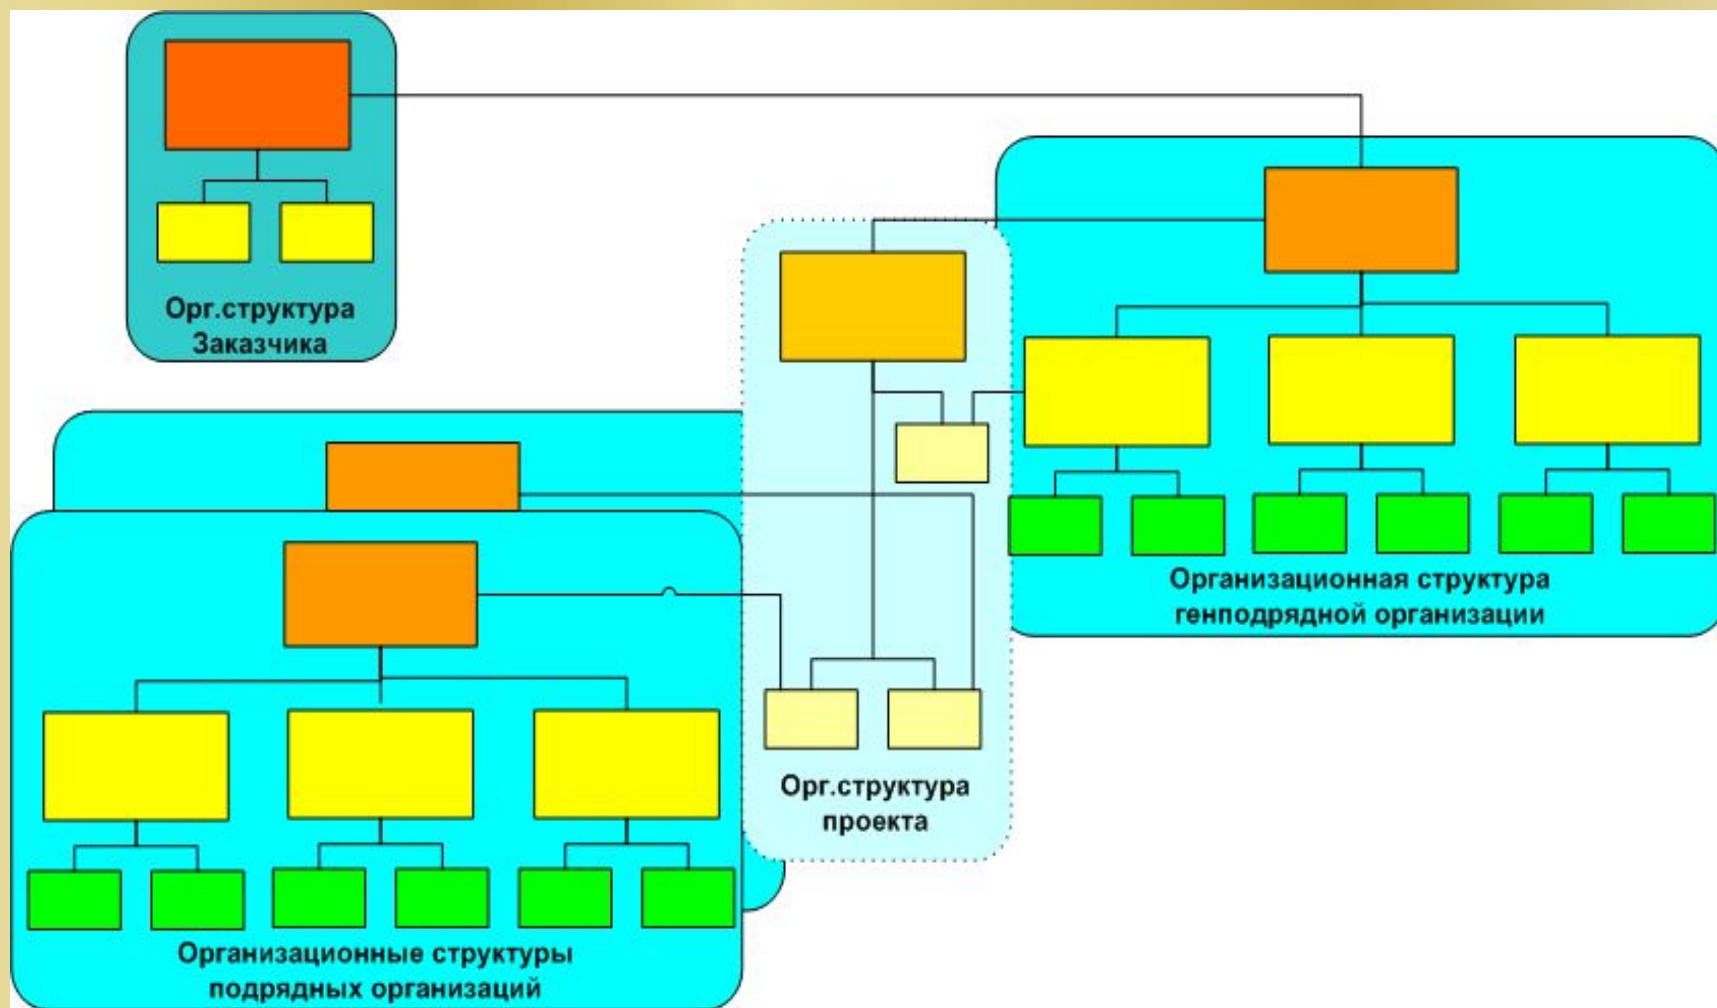 Орг.структура
Заказчика
Организационная структура
генподрядной организации
Орг.структура
проекта
Организационные структуры
подрядных организаций